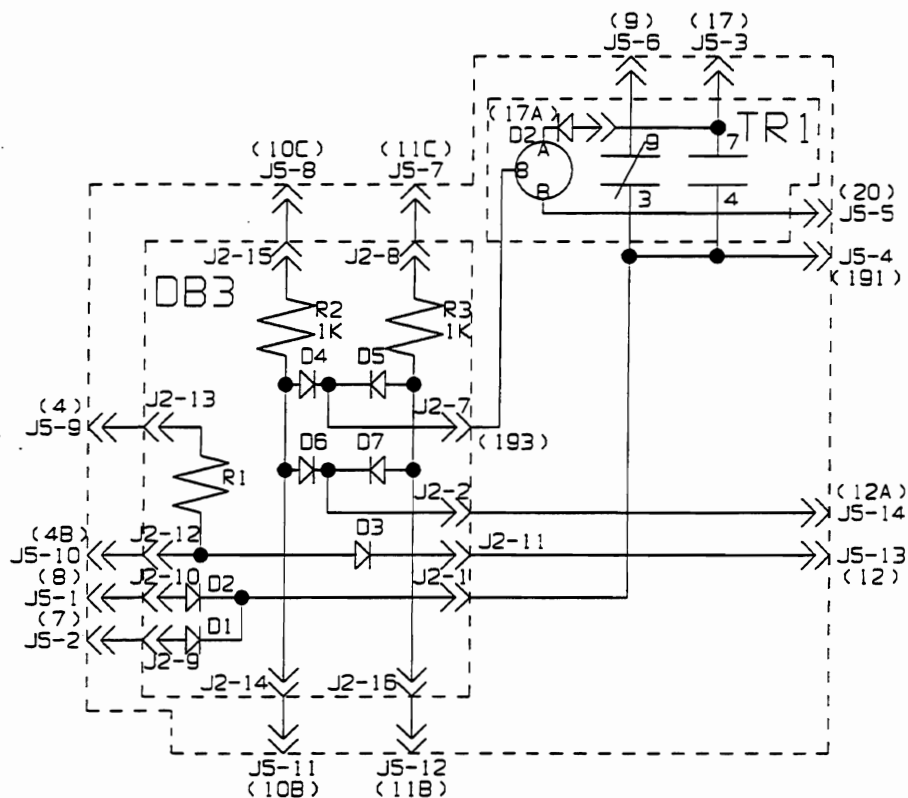 (9) (17)
J5-6 J5-3
(17A) TR1
D2 A 9 7
8
B 3 4
(20)
J5-5
J5-4
(191)
(10C) (11C)
J5-8 J5-7
J2-15 J2-8
DB3
R2 R3
1K 1K
D4 D5
(4) J2-13 J2-7
J5-9 (193)
D6 D7
R1 J2-2 (12A)
J5-14
(4B) J2-12 D3 J2-11
J5-10 J5-13
(8) J2-10 D2 J2-1 (12)
J5-1
(7) D1
J5-2 J2-9
J2-14 J2-16
J5-11 J5-12
(10B) (11B)